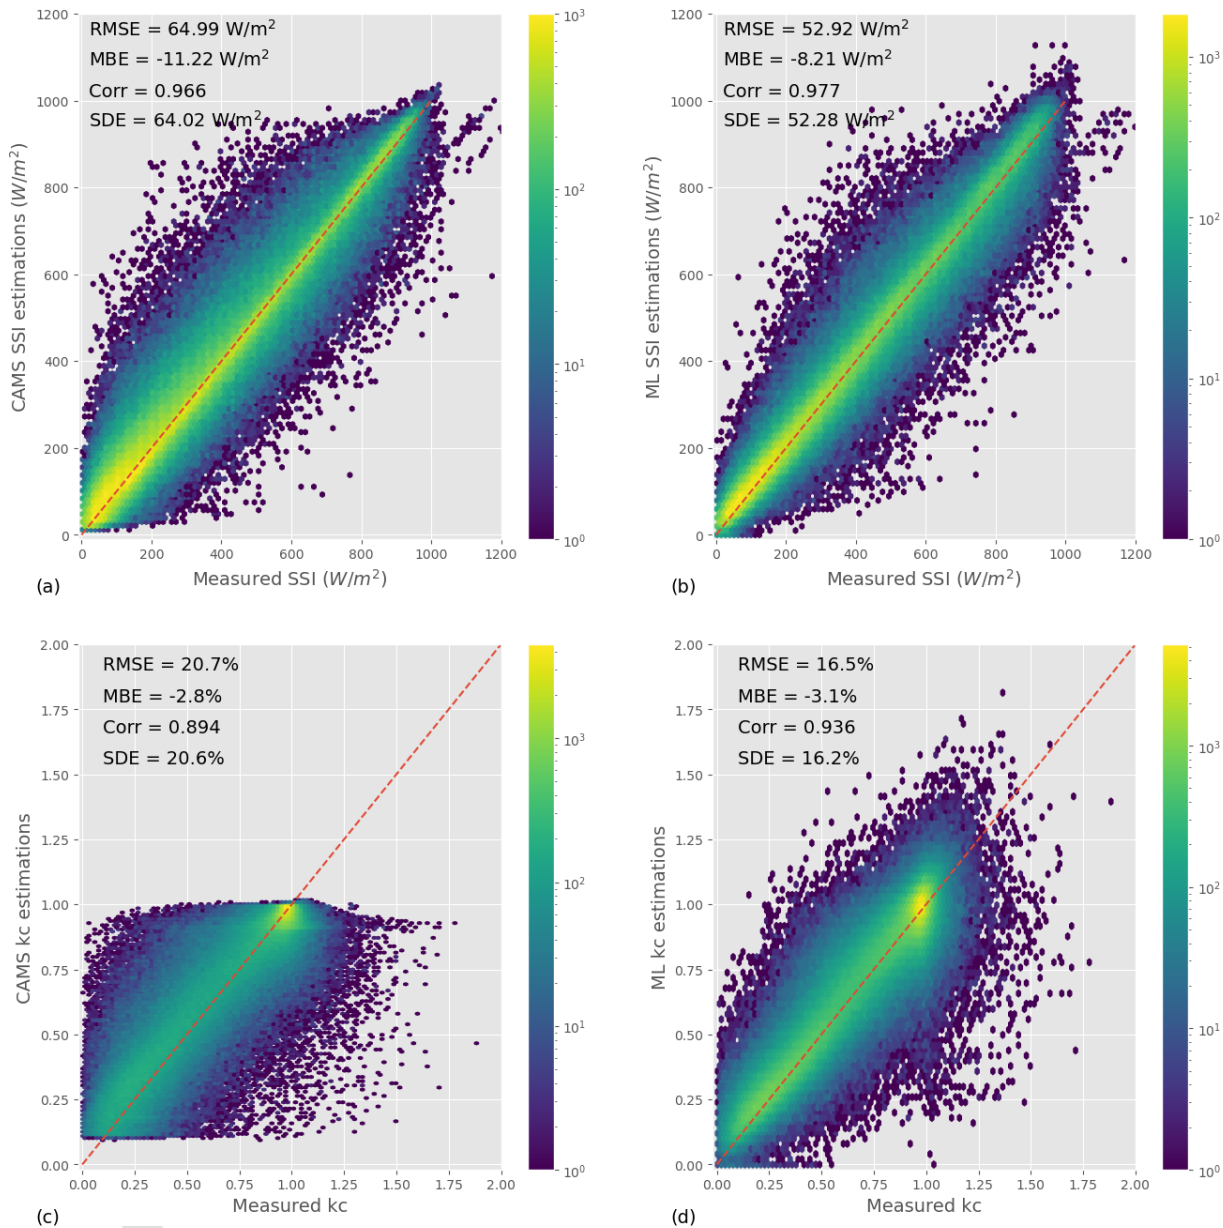 RMSE = 64.99 W/m²
MBE = -11.22 W/m²
Corr = 0.966
SDE = 64.02 W/m²
1200
1000
800
600
400
200
0
CAMS SSI estimations (W/m²)
0 200 400 600 800 1000 1200
Measured SSI (W/m²)
10³
10²
10¹
10⁰
(a)
RMSE = 52.92 W/m²
MBE = -8.21 W/m²
Corr = 0.977
SDE = 52.28 W/m²
1200
1000
800
600
400
200
0
ML SSI estimations (W/m²)
0 200 400 600 800 1000 1200
Measured SSI (W/m²)
10³
10²
10¹
10⁰
(b)
RMSE = 20.7%
MBE = -2.8%
Corr = 0.894
SDE = 20.6%
2.00
1.75
1.50
1.25
1.00
0.75
0.50
0.25
0.00
CAMS kc estimations
0.00 0.25 0.50 0.75 1.00 1.25 1.50 1.75 2.00
Measured kc
10³
10²
10¹
10⁰
(c)
RMSE = 16.5%
MBE = -3.1%
Corr = 0.936
SDE = 16.2%
2.00
1.75
1.50
1.25
1.00
0.75
0.50
0.25
0.00
ML kc estimations
0.00 0.25 0.50 0.75 1.00 1.25 1.50 1.75 2.00
Measured kc
10³
10²
10¹
10⁰
(d)